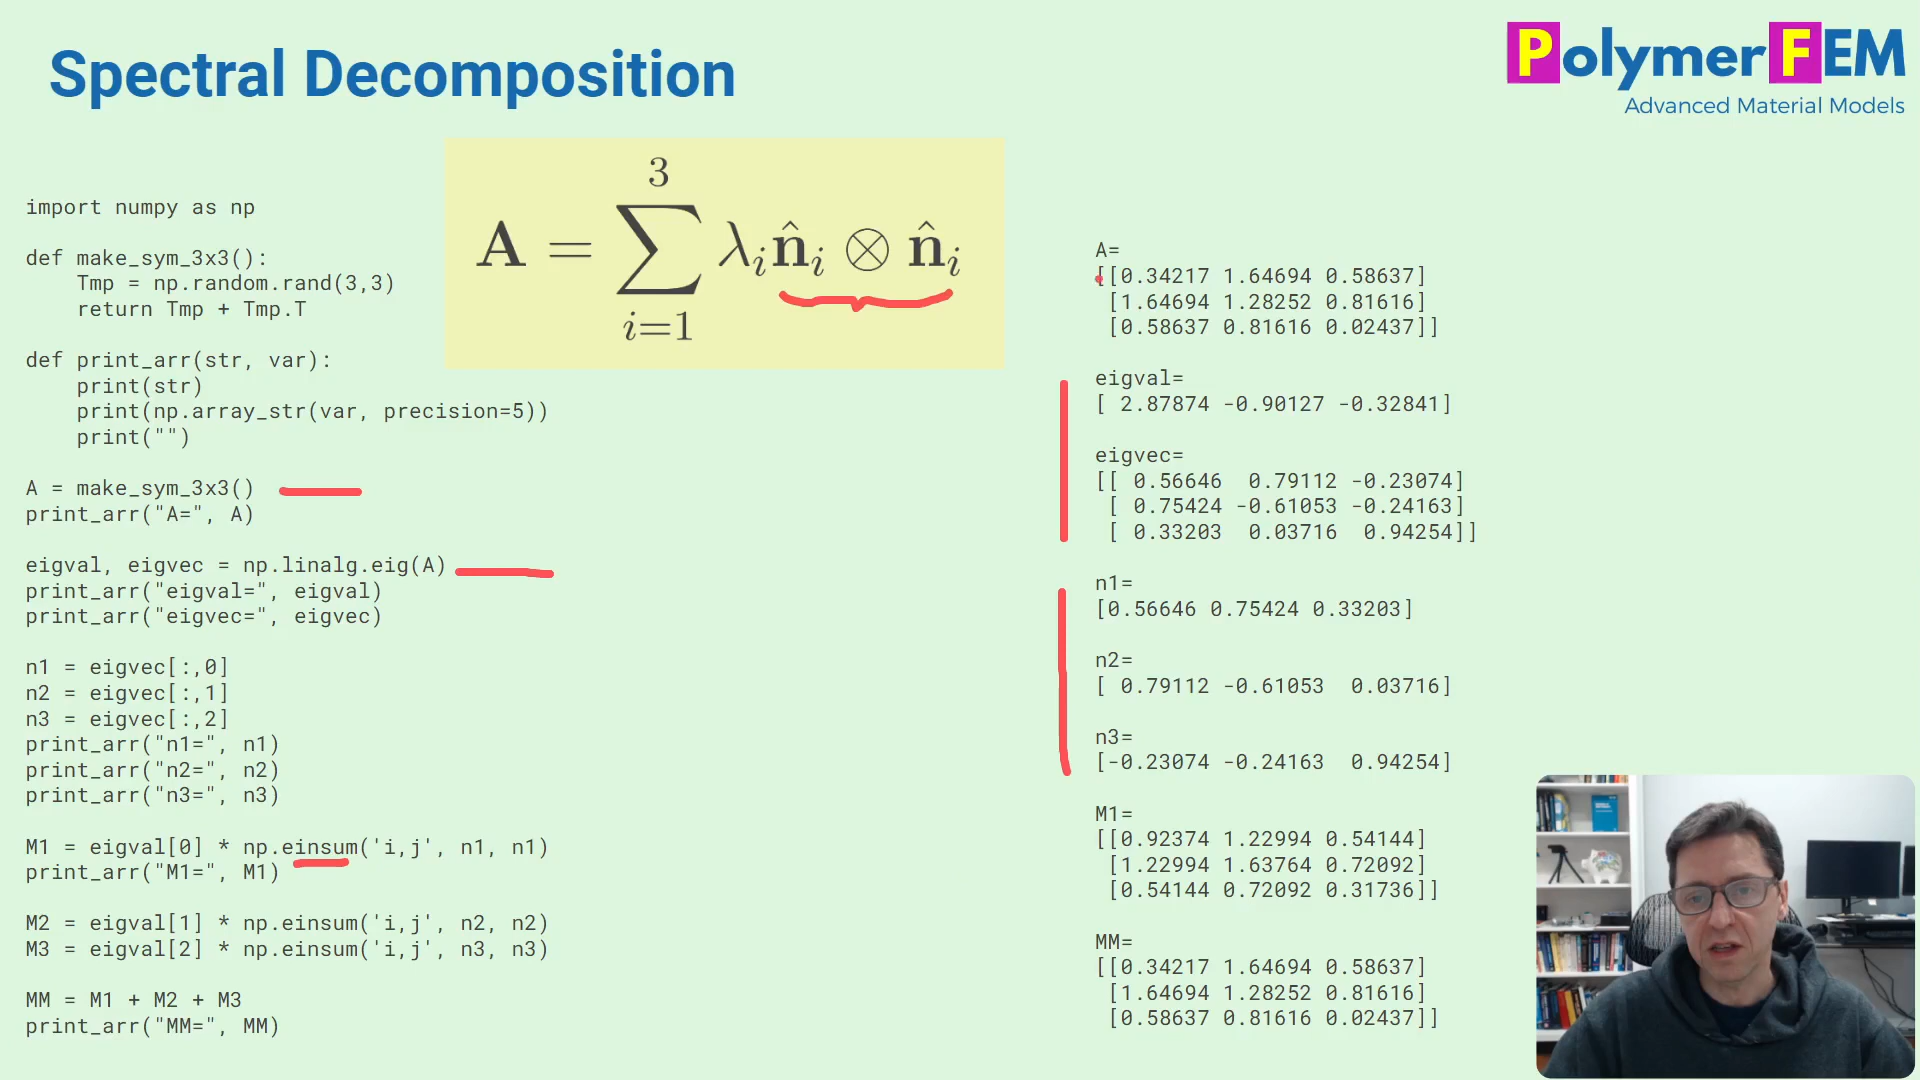 Spectral Decomposition
PolymerFEM
Advanced Material Models
import numpy as np
def make_sym_3x3():
    Tmp = np.random.rand(3,3)
    return Tmp + Tmp.T
def print_arr(str, var):
    print(str)
    print(np.array_str(var, precision=5))
    print("")
A = make_sym_3x3()
print_arr("A=", A)
eigval, eigvec = np.linalg.eig(A)
print_arr("eigval=", eigval)
print_arr("eigvec=", eigvec)
n1 = eigvec[:,0]
n2 = eigvec[:,1]
n3 = eigvec[:,2]
print_arr("n1=", n1)
print_arr("n2=", n2)
print_arr("n3=", n3)
M1 = eigval[0] * np.einsum('i,j', n1, n1)
print_arr("M1=", M1)
M2 = eigval[1] * np.einsum('i,j', n2, n2)
M3 = eigval[2] * np.einsum('i,j', n3, n3)
MM = M1 + M2 + M3
print_arr("MM=", MM)
3
A = ∑ λᵢn̂ᵢ ⊗ n̂ᵢ
i=1
A=
[[0.34217 1.64694 0.58637]
 [1.64694 1.28252 0.81616]
 [0.58637 0.81616 0.02437]]
eigval=
[ 2.87874 -0.90127 -0.32841]
eigvec=
[[ 0.56646  0.79112 -0.23074]
 [ 0.75424 -0.61053 -0.24163]
 [ 0.33203  0.03716  0.94254]]
n1=
[0.56646 0.75424 0.33203]
n2=
[ 0.79112 -0.61053  0.03716]
n3=
[-0.23074 -0.24163  0.94254]
M1=
[[0.92374 1.22994 0.54144]
 [1.22994 1.63764 0.72092]
 [0.54144 0.72092 0.31736]]
MM=
[[0.34217 1.64694 0.58637]
 [1.64694 1.28252 0.81616]
 [0.58637 0.81616 0.02437]]